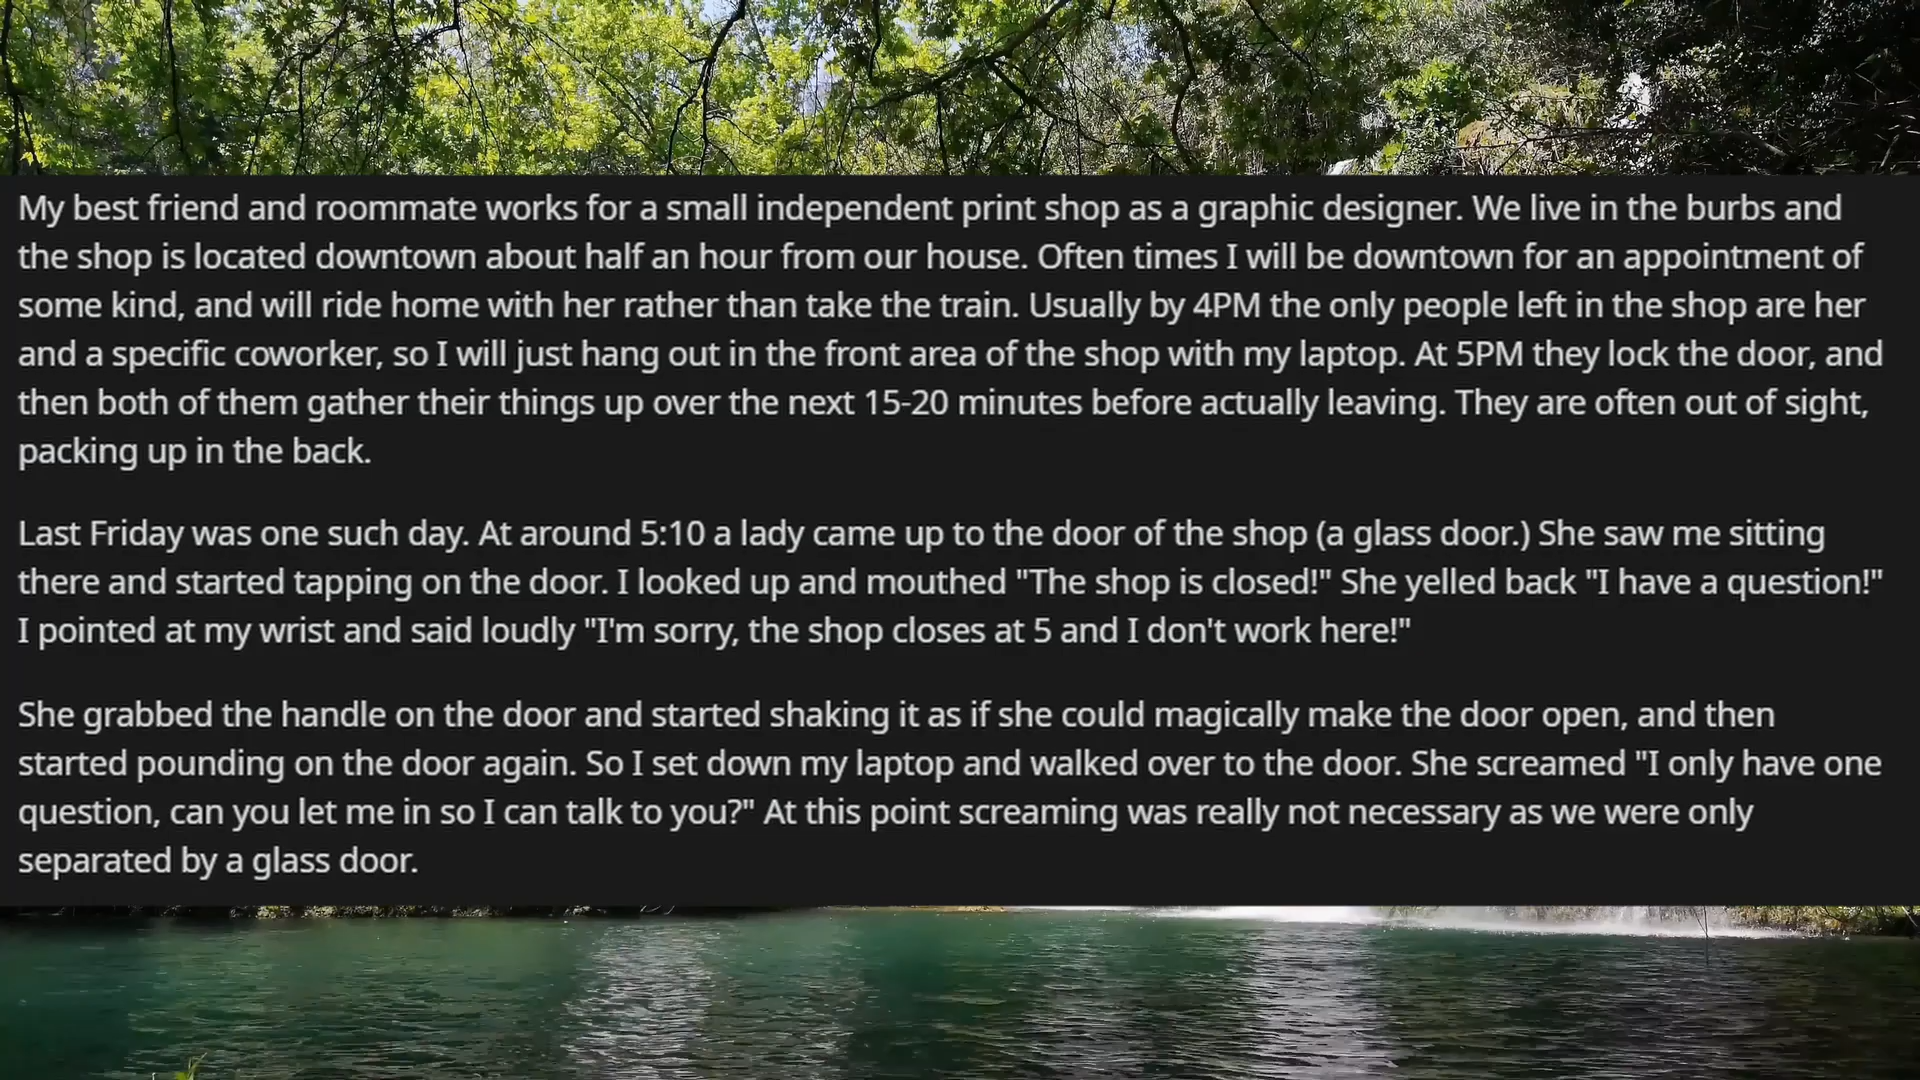 My best friend and roommate works for a small independent print shop as a graphic designer. We live in the burbs and
the shop is located downtown about half an hour from our house. Often times I will be downtown for an appointment of
some kind, and will ride home with her rather than take the train. Usually by 4PM the only people left in the shop are her
and a specific coworker, so I will just hang out in the front area of the shop with my laptop. At 5PM they lock the door, and
then both of them gather their things up over the next 15-20 minutes before actually leaving. They are often out of sight,
packing up in the back.
Last Friday was one such day. At around 5:10 a lady came up to the door of the shop (a glass door.) She saw me sitting
there and started tapping on the door. I looked up and mouthed "The shop is closed!" She yelled back "I have a question!"
I pointed at my wrist and said loudly "I'm sorry, the shop closes at 5 and I don't work here!"
She grabbed the handle on the door and started shaking it as if she could magically make the door open, and then
started pounding on the door again. So I set down my laptop and walked over to the door. She screamed "I only have one
question, can you let me in so I can talk to you?" At this point screaming was really not necessary as we were only
separated by a glass door.